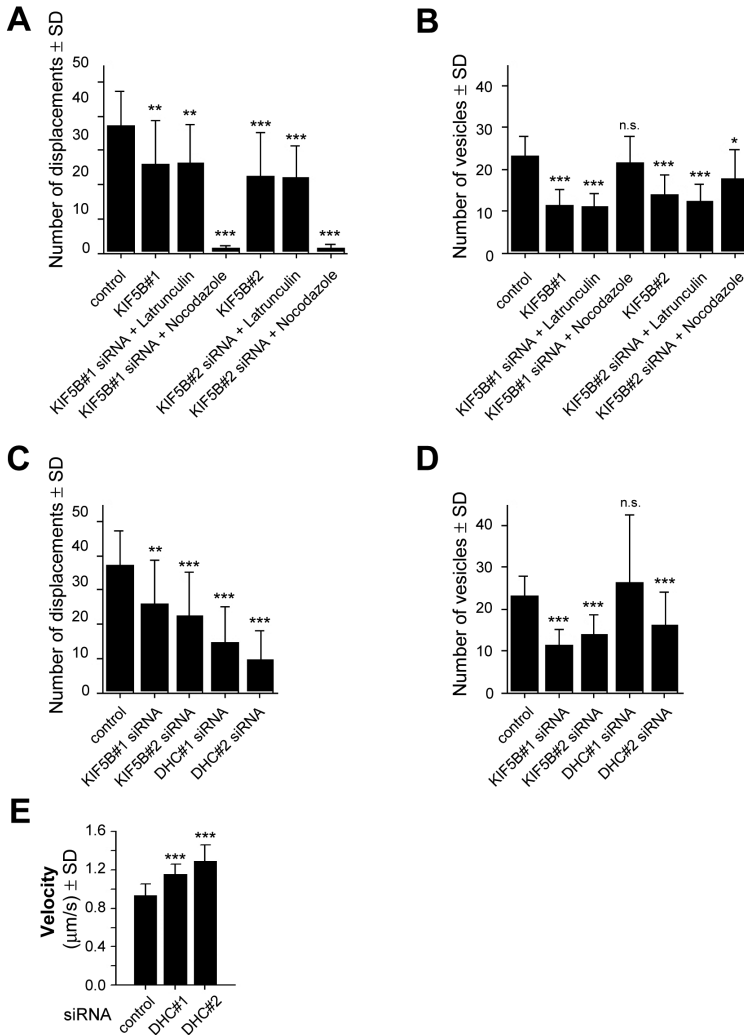 A
Number of displacements ± SD
50
40
30
20
10
0
**
**
***
***
***
***
control
KIF5B#1
KIF5B#1 siRNA + Latrunculin
KIF5B#1 siRNA + Nocodazole
KIF5B#2
KIF5B#2 siRNA + Latrunculin
KIF5B#2 siRNA + Nocodazole
B
Number of vesicles ± SD
40
30
20
10
0
***
***
n.s.
***
***
*
control
KIF5B#1
KIF5B#1 siRNA + Latrunculin
KIF5B#1 siRNA + Nocodazole
KIF5B#2
KIF5B#2 siRNA + Latrunculin
KIF5B#2 siRNA + Nocodazole
C
Number of displacements ± SD
50
40
30
20
10
0
**
***
***
***
control
KIF5B#1 siRNA
KIF5B#2 siRNA
DHC#1 siRNA
DHC#2 siRNA
D
Number of vesicles ± SD
40
30
20
10
0
***
***
n.s.
***
control
KIF5B#1 siRNA
KIF5B#2 siRNA
DHC#1 siRNA
DHC#2 siRNA
E
Velocity
(μm/s) ± SD
1.6
1.2
0.8
0.4
0.0
***
***
siRNA
control
DHC#1
DHC#2